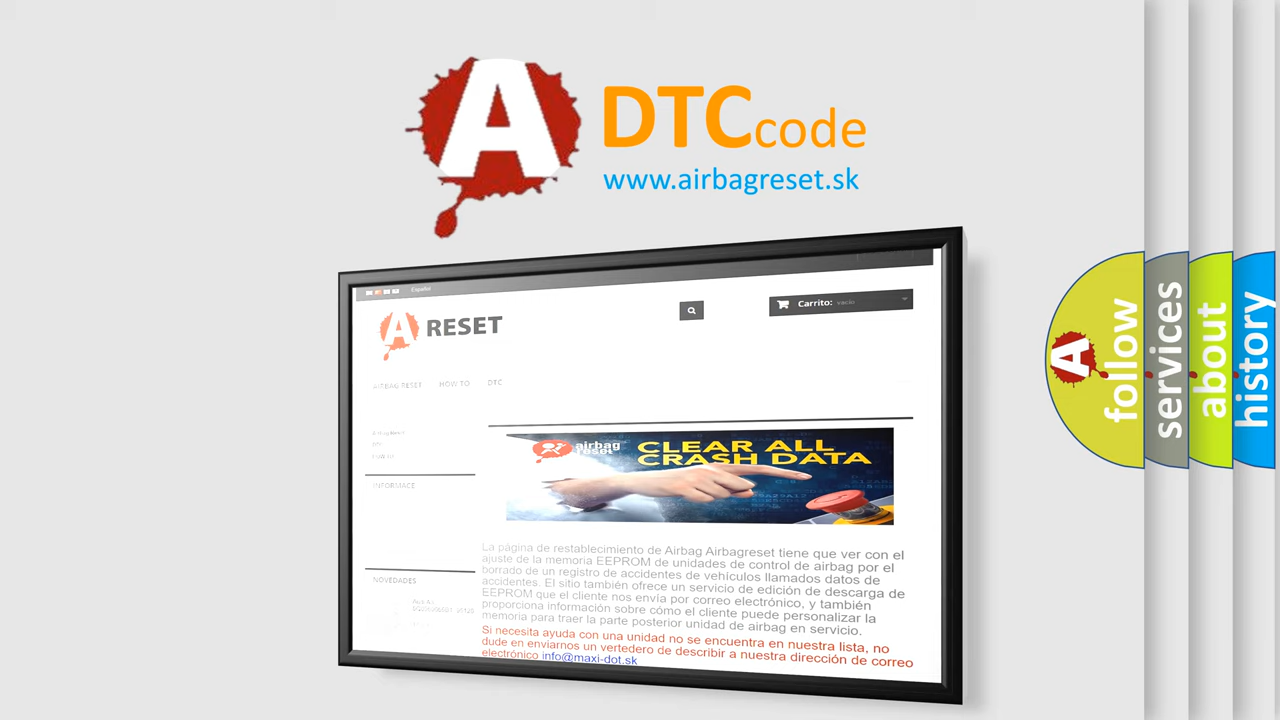 A DTCcode
www.airbagreset.sk
Español
A RESET
Carrito: vacío
AIRBAG RESET HOW TO DTC
INFORMACE
airbag
reset
CLEAR ALL
CRASH DATA
La página de restablecimiento de Airbag Airbagreset tiene que ver con el
ajuste de la memoria EEPROM de unidades de control de airbag por el
borrado de un registro de accidentes de vehículos llamados datos de
accidentes. El sitio también ofrece un servicio de edición de descarga de
EEPROM que el cliente nos envía por correo electrónico, y también
proporciona información sobre cómo el cliente puede personalizar la
memoria para traer la parte posterior unidad de airbag en servicio.
Si necesita ayuda con una unidad no se encuentra en nuestra lista, no
dude en enviarnos un vertedero de describir a nuestra dirección de correo
electrónico info@maxi-dot.sk
NOVEDADES
A follow
services
about
history